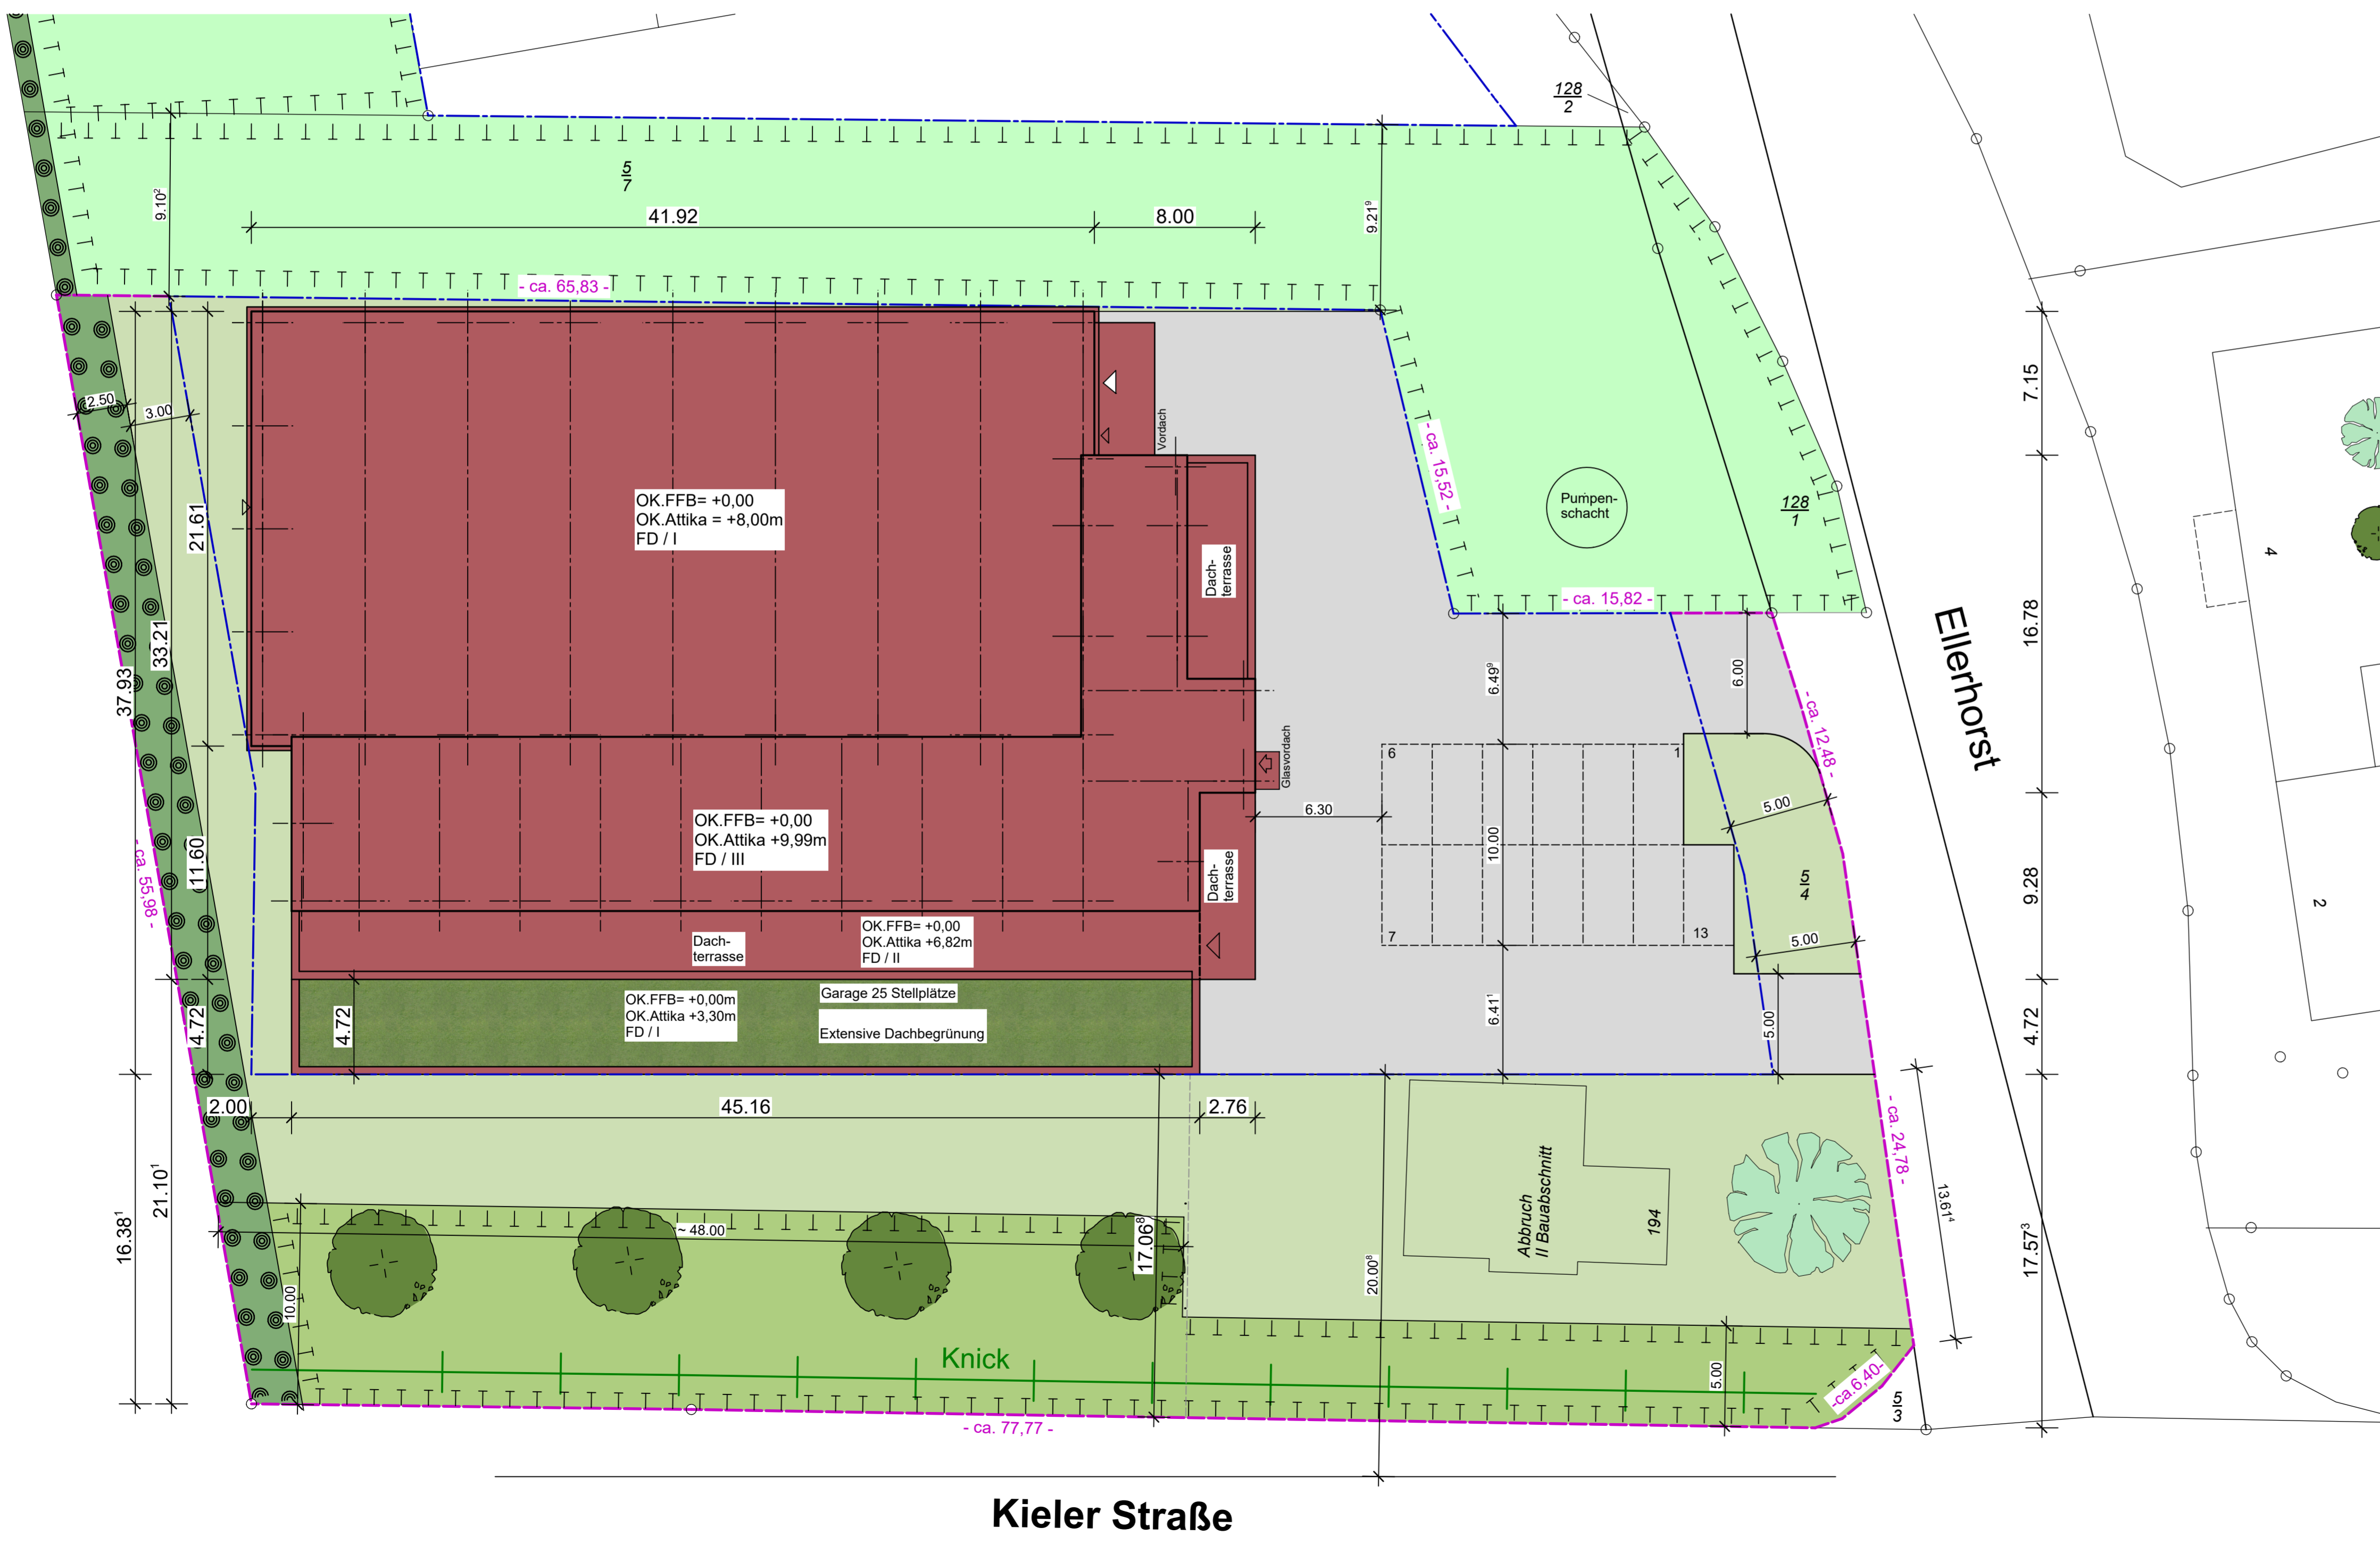 128
2
5
7
9.10²
41.92
8.00
9.21⁹
- ca. 65,83 -
2.50
3.00
7.15
Vordach
- ca. 15,52 -
OK.FFB= +0,00
OK.Attika = +8,00m
FD / I
21.61
Pumpen-
schacht
128
1
4
Dach-
terrasse
- ca. 15,82 -
Ellerhorst
16.78
33.21
37.93
6.49⁹
6.00
- ca. 12,48 -
6
1
Glasvordach
6.30
5.00
OK.FFB= +0,00
OK.Attika +9,99m
FD / III
10.00
11.60
- ca. 55,98 -
Dach-
terrasse
5
4
9.28
2
7
13
5.00
Dach-
terrasse
OK.FFB= +0,00
OK.Attika +6,82m
FD / II
OK.FFB= +0,00m
OK.Attika +3,30m
FD / I
Garage 25 Stellplätze
Extensive Dachbegrünung
4.72
4.72
6.41¹
5.00
4.72
2.00
45.16
2.76
- ca. 24,78 -
13.61⁴
21.10¹
16.38¹
Abbruch
II Bauabschnitt
194
~ 48.00
17.06⁸
20.00⁸
17.57³
10.00
Knick
5.00
-ca.6,40-
5
3
- ca. 77,77 -
Kieler Straße